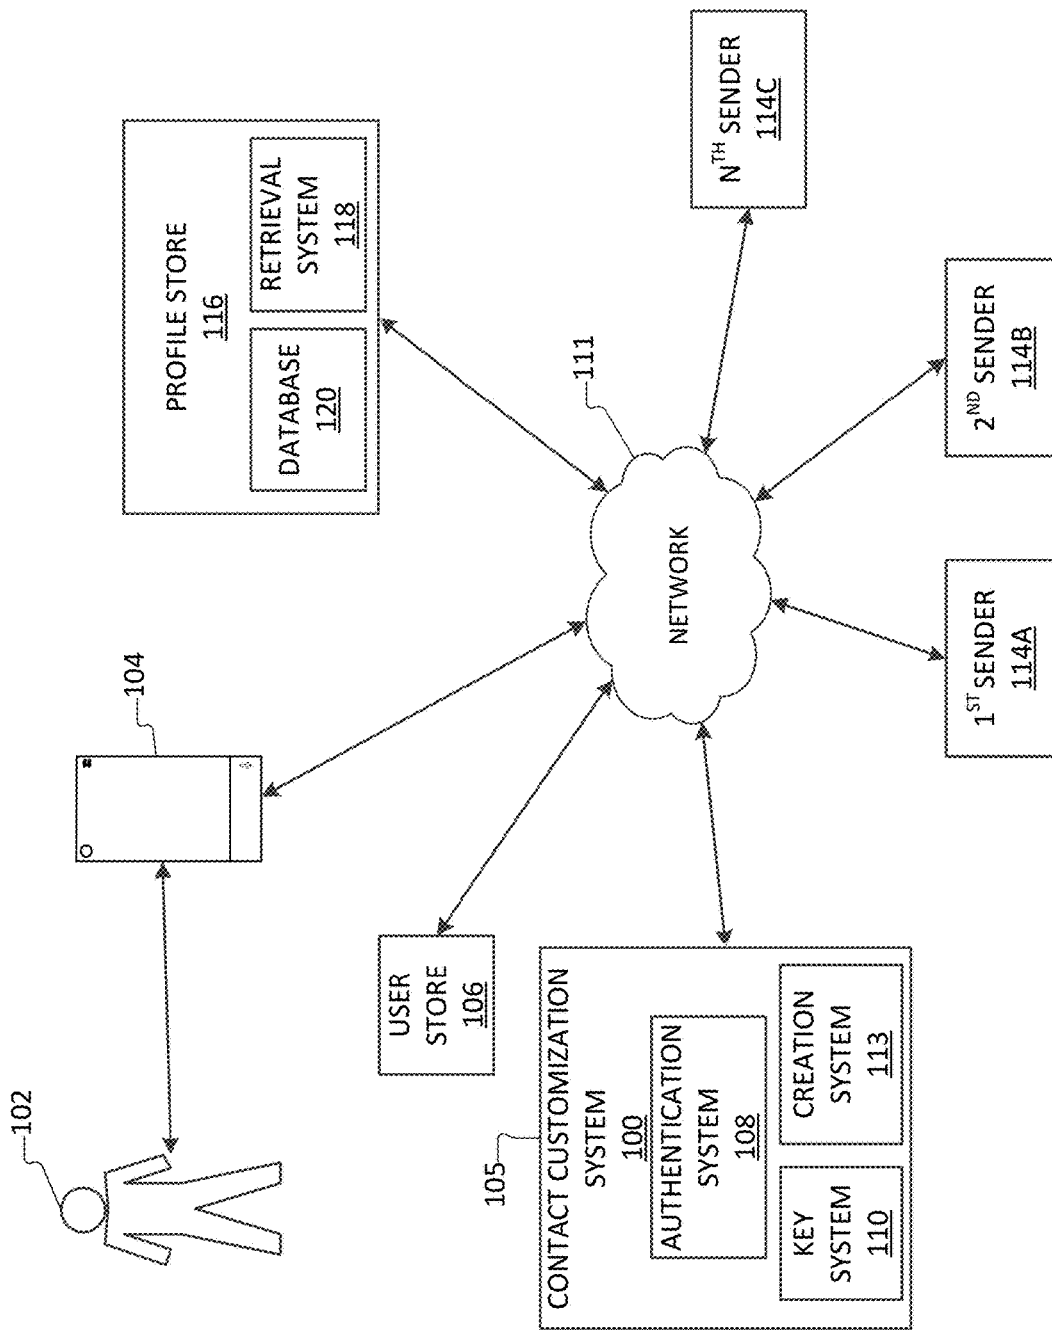 102
104
PROFILE STORE
116
DATABASE
120
RETRIEVAL
SYSTEM
118
USER
STORE
106
111
NETWORK
105
CONTACT CUSTOMIZATION
SYSTEM
100
AUTHENTICATION
SYSTEM
108
KEY
SYSTEM
110
CREATION
SYSTEM
113
1ST SENDER
114A
2ND SENDER
114B
NTH SENDER
114C